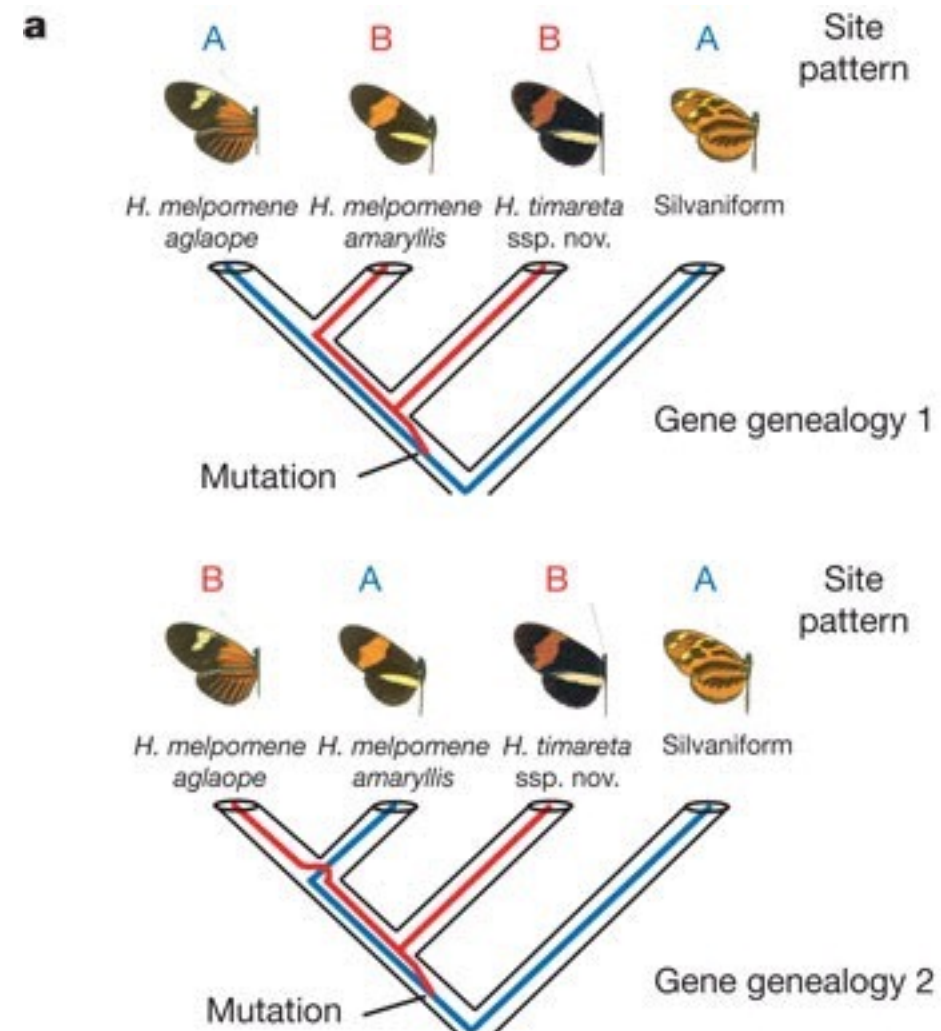 a
A B B A Site
pattern
H. melpomene H. melpomene H. timareta Silvaniform
aglaope amaryllis ssp. nov.
Gene genealogy 1
Mutation
B A B A Site
pattern
H. melpomene H. melpomene H. timareta Silvaniform
aglaope amaryllis ssp. nov.
Gene genealogy 2
Mutation